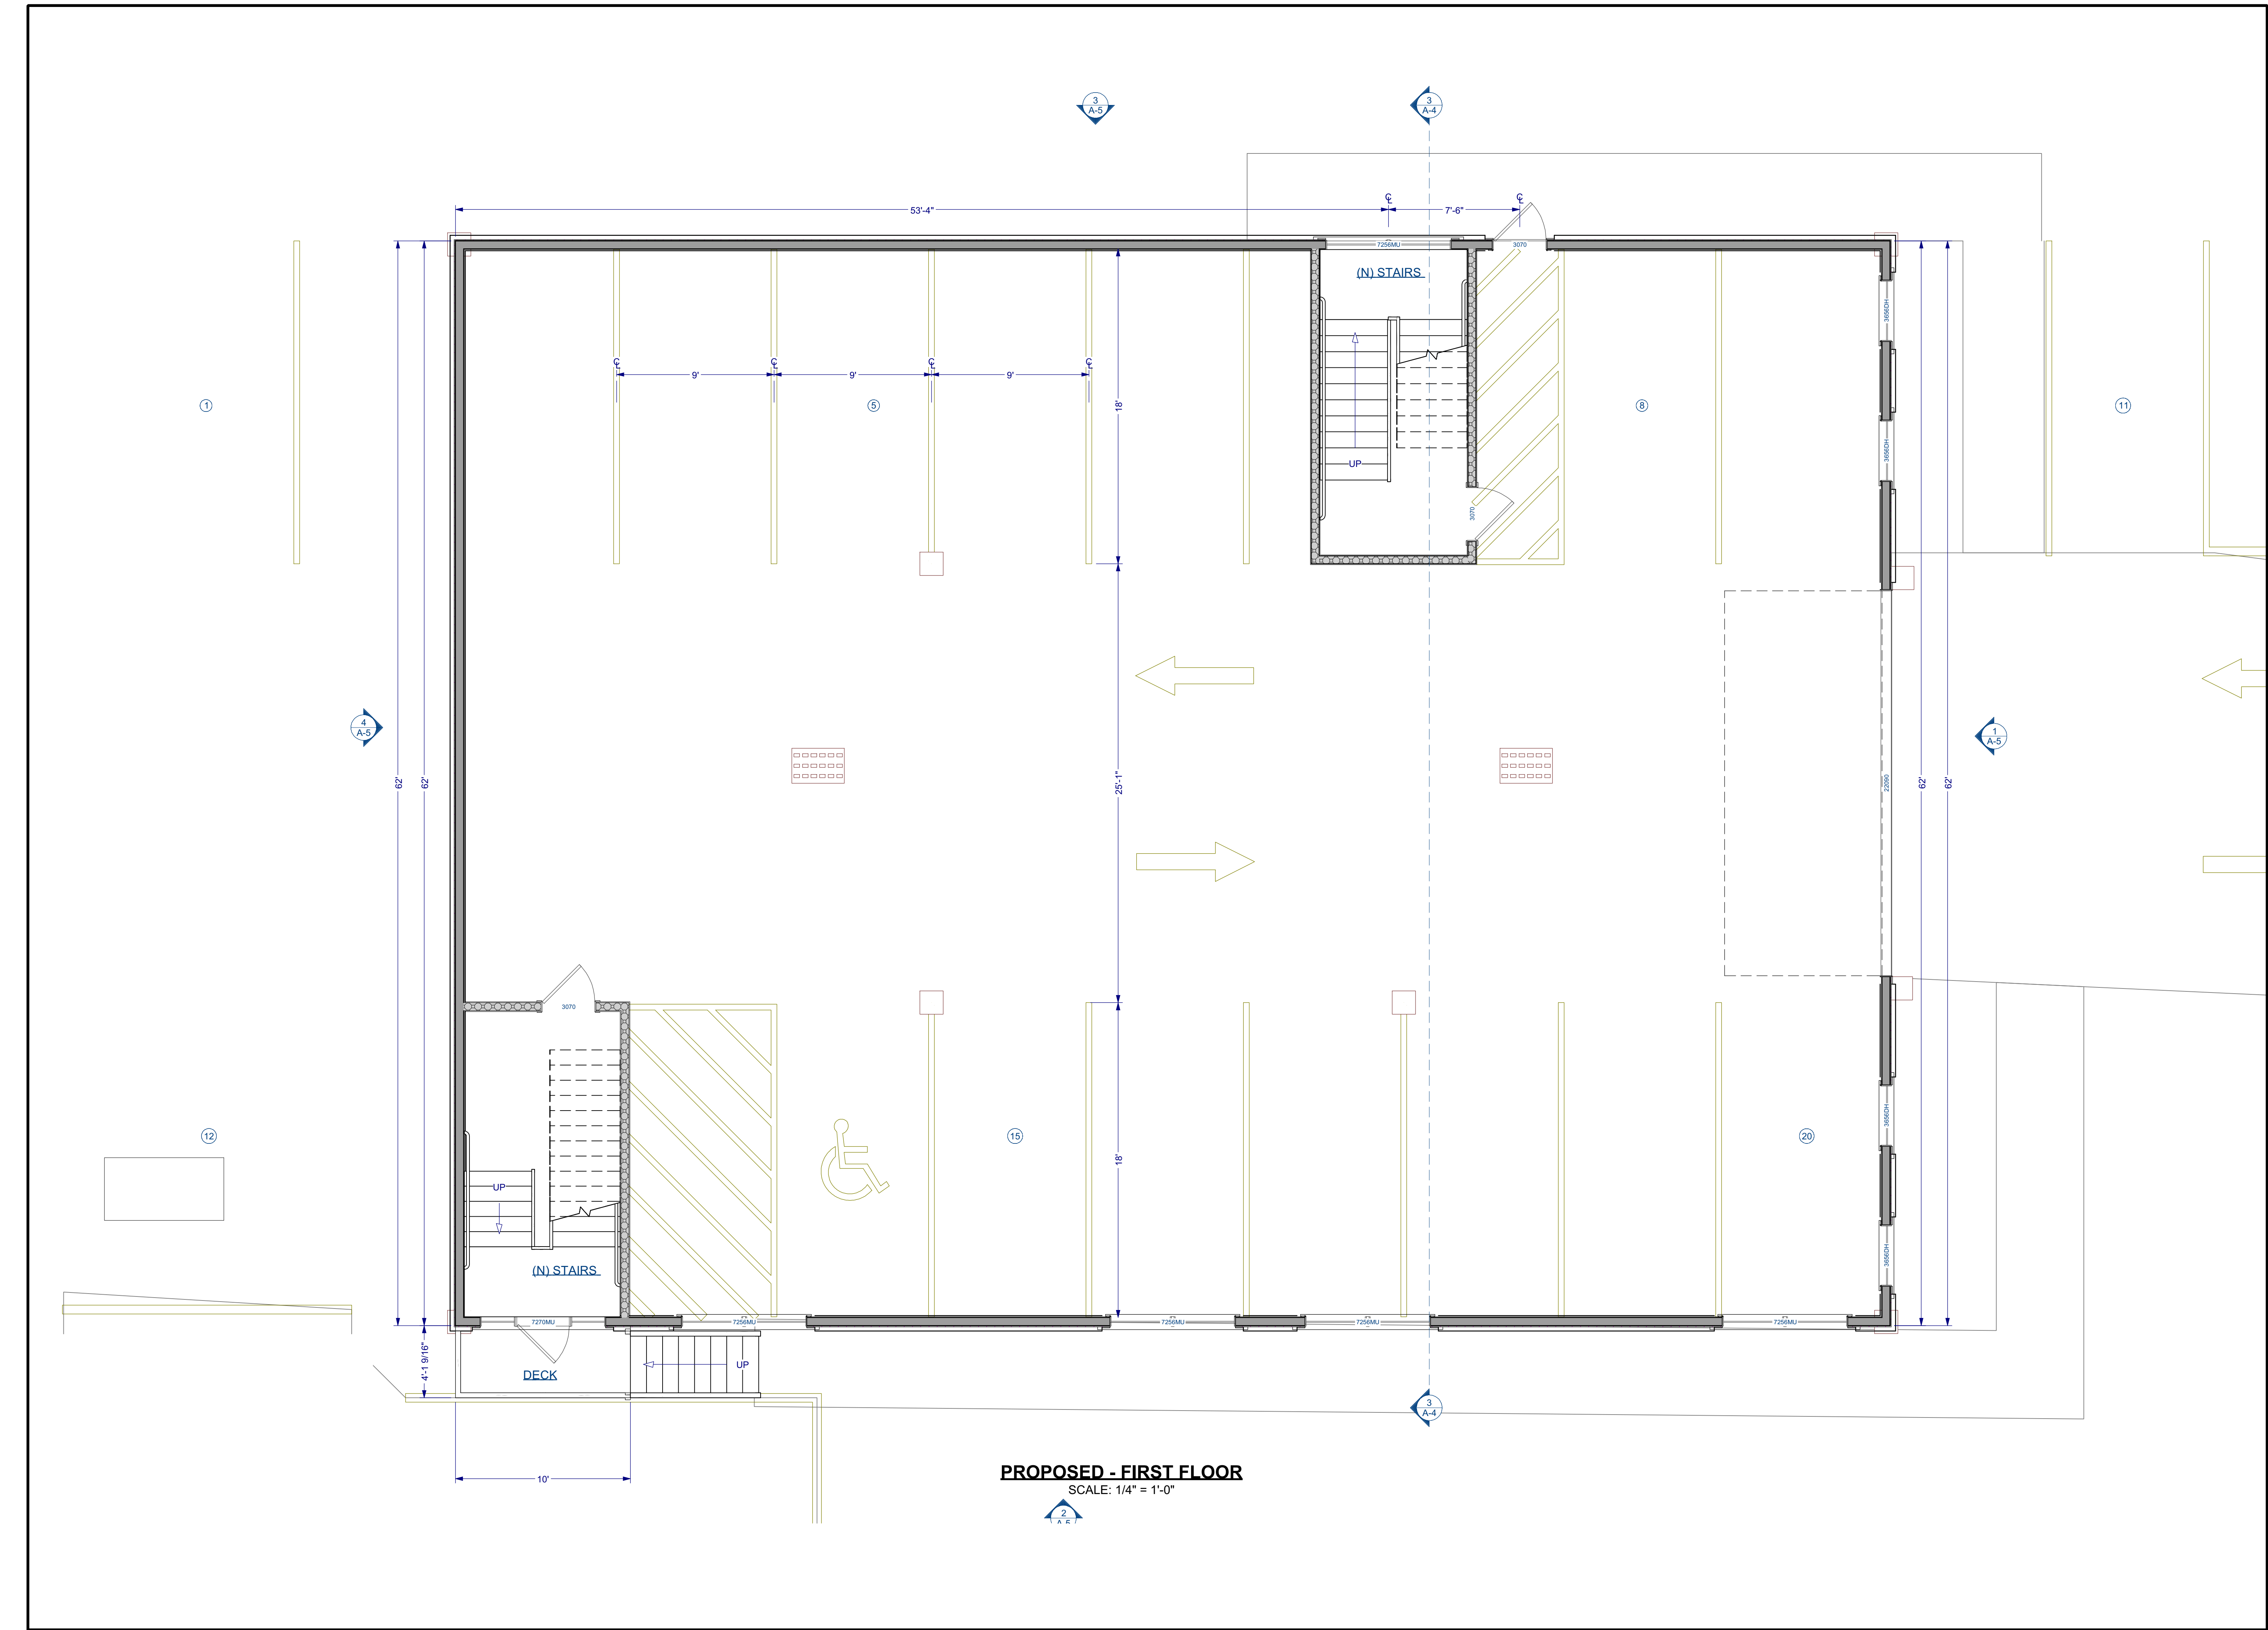 3
A-5
3
A-4
℄
℄
53'-4"
7'-6"
7256MU
3070
(N) STAIRS
3656DH
℄
℄
℄
℄
9'
9'
9'
1
5
18'
8
11
3656DH
UP
3070
4
A-5
1
A-5
62'
62'
25'-1"
22090
62'
62'
3070
12
15
20
3656DH
18'
UP
3656DH
(N) STAIRS
7270MU
7256MU
7256MU
7256MU
7256MU
4'-1 9/16"
UP
DECK
3
A-4
10'
PROPOSED - FIRST FLOOR
SCALE: 1/4" = 1'-0"
2
A-5